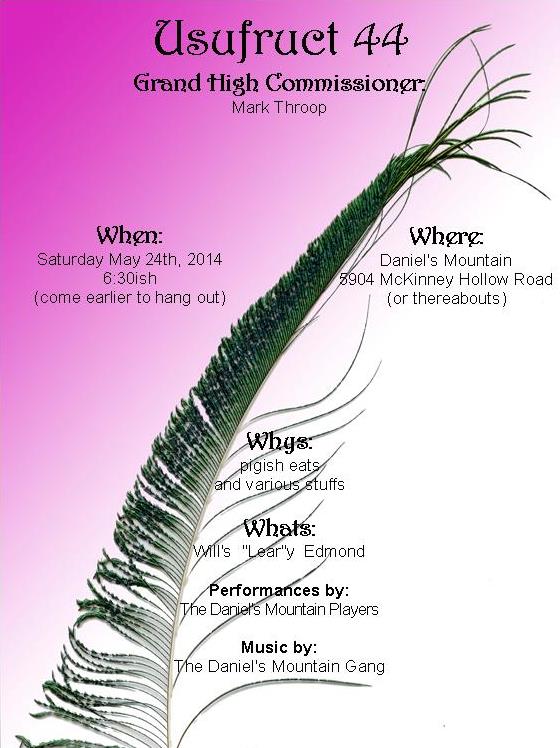 Usufruct 44
Grand High Commissioner:
Mark Throop
When:
Saturday May 24th, 2014
6:30ish
(come earlier to hang out)
Where:
Daniel's Mountain
5904 McKinney Hollow Road
(or thereabouts)
Whys:
pigish eats
and various stuffs
Whats:
Will's "Lear"y Edmond
Performances by:
The Daniel's Mountain Players
Music by:
The Daniel's Mountain Gang